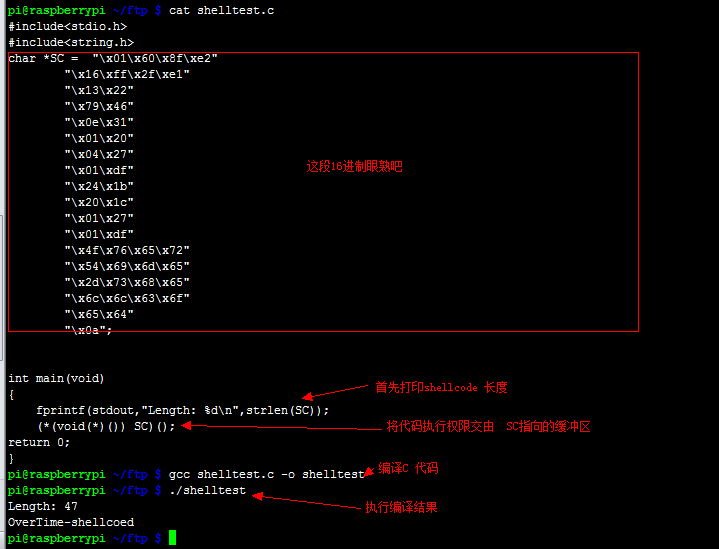 pi@raspberrypi ~/ftp $ cat shelltest.c
#include<stdio.h>
#include<string.h>
char *SC =  "\x01\x60\x8f\xe2"
"\x16\xff\x2f\xe1"
"\x13\x22"
"\x79\x46"
"\x0e\x31"
"\x01\x20"
"\x04\x27"
"\x01\xdf"
这段16进制眼熟吧
"\x24\x1b"
"\x20\x1c"
"\x01\x27"
"\x01\xdf"
"\x4f\x76\x65\x72"
"\x54\x69\x6d\x65"
"\x2d\x73\x68\x65"
"\x6c\x6c\x63\x6f"
"\x65\x64"
"\x0a";
int main(void)
首先打印shellcode 长度
{
fprintf(stdout,"Length: %d\n",strlen(SC));
(*(void(*)()) SC)(); 将代码执行权限交由 SC指向的缓冲区
return 0;
}
pi@raspberrypi ~/ftp $ gcc shelltest.c -o shelltest 编译C 代码
pi@raspberrypi ~/ftp $ ./shelltest
Length: 47 执行编译结果
OverTime-shellcoed
pi@raspberrypi ~/ftp $